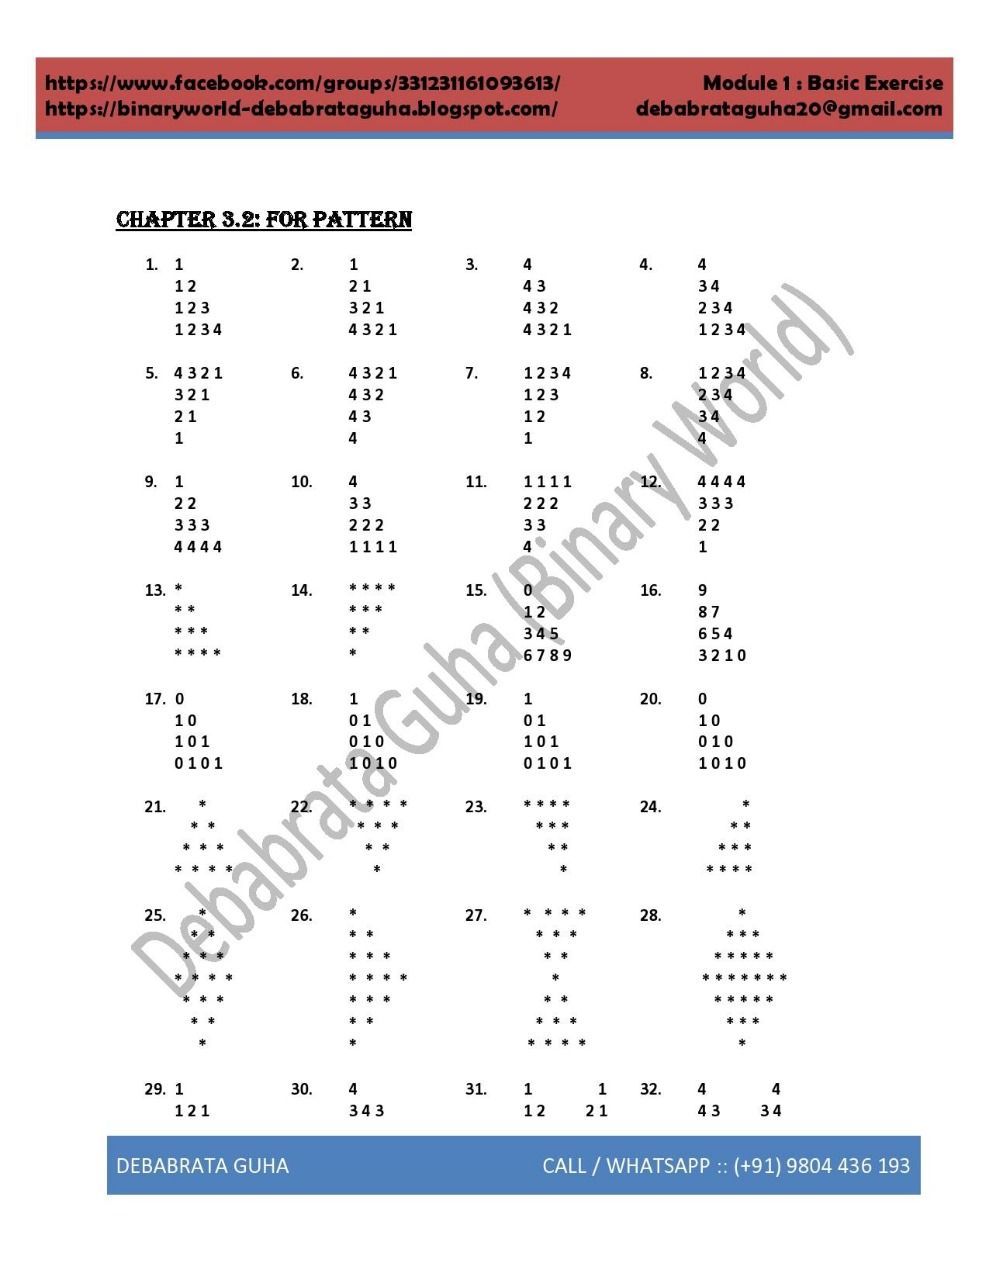 https://www.facebook.com/groups/331231161093613/ Module 1 : Basic Exercise
https://binaryworld-debabrataguha.blogspot.com/ debabrataguha20@gmail.com
CHAPTER 3.2: FOR PATTERN
1. 1 2. 1 3. 4 4. 4
1 2 2 1 4 3 3 4
1 2 3 3 2 1 4 3 2 2 3 4
1 2 3 4 4 3 2 1 4 3 2 1 1 2 3 4
5. 4 3 2 1 6. 4 3 2 1 7. 1 2 3 4 8. 1 2 3 4
3 2 1 4 3 2 1 2 3 2 3 4
2 1 4 3 1 2 3 4
1 4 1 4
9. 1 10. 4 11. 1 1 1 1 12. 4 4 4 4
2 2 3 3 2 2 2 3 3 3
3 3 3 2 2 2 3 3 2 2
4 4 4 4 1 1 1 1 4 1
13. * 14. * * * * 15. 0 16. 9
* * * * * 1 2 8 7
* * * * * 3 4 5 6 5 4
* * * * * 6 7 8 9 3 2 1 0
17. 0 18. 1 19. 1 20. 0
1 0 0 1 0 1 1 0
1 0 1 0 1 0 1 0 1 0 1 0
0 1 0 1 1 0 1 0 0 1 0 1 1 0 1 0
21. * 22. * * * * 23. * * * * 24. *
* * * * * * * * * *
* * * * * * * * * *
* * * * * * * * * *
25. * 26. * 27. * * * * 28. *
* * * * * * * * * *
* * * * * * * * * * * * *
* * * * * * * * * * * * * * * *
* * * * * * * * * * * * *
* * * * * * * * * *
* * * * * * *
29. 1 30. 4 31. 1 1 32. 4 4
1 2 1 3 4 3 1 2 2 1 4 3 3 4
Debabrata Guha (Binary World)
DEBABRATA GUHA CALL / WHATSAPP :: (+91) 9804 436 193